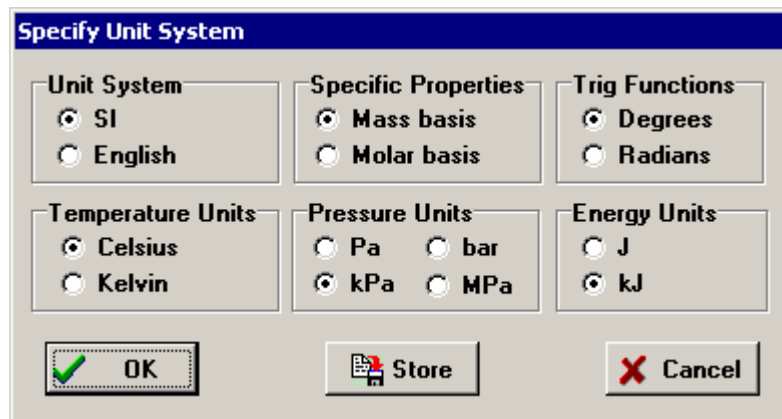 Specify Unit System
Unit System
SI
English
Specific Properties
Mass basis
Molar basis
Trig Functions
Degrees
Radians
Temperature Units
Celsius
Kelvin
Pressure Units
Pa bar
kPa MPa
Energy Units
J
kJ
OK Store Cancel